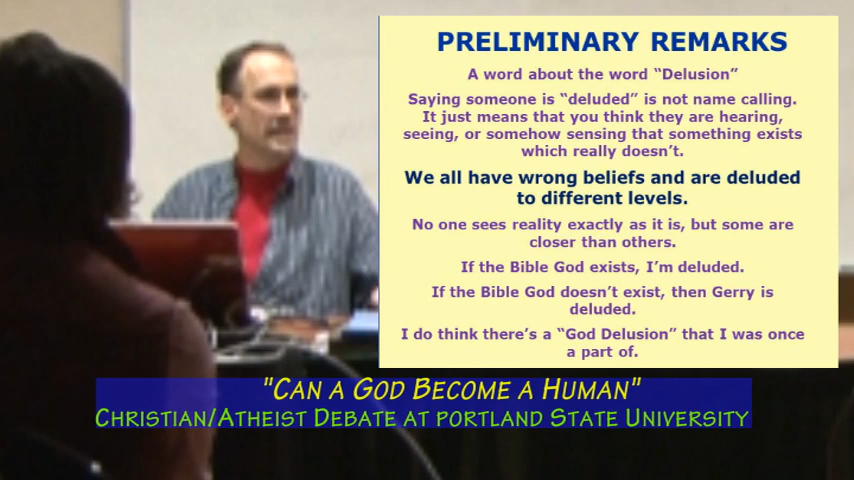 PRELIMINARY REMARKS
A word about the word “Delusion”
Saying someone is “deluded” is not name calling.
It just means that you think they are hearing,
seeing, or somehow sensing that something exists
which really doesn’t.
We all have wrong beliefs and are deluded
to different levels.
No one sees reality exactly as it is, but some are
closer than others.
If the Bible God exists, I’m deluded.
If the Bible God doesn’t exist, then Gerry is
deluded.
I do think there’s a “God Delusion” that I was once
a part of.
"CAN A GOD BECOME A HUMAN"
CHRISTIAN/ATHEIST DEBATE AT PORTLAND STATE UNIVERSITY